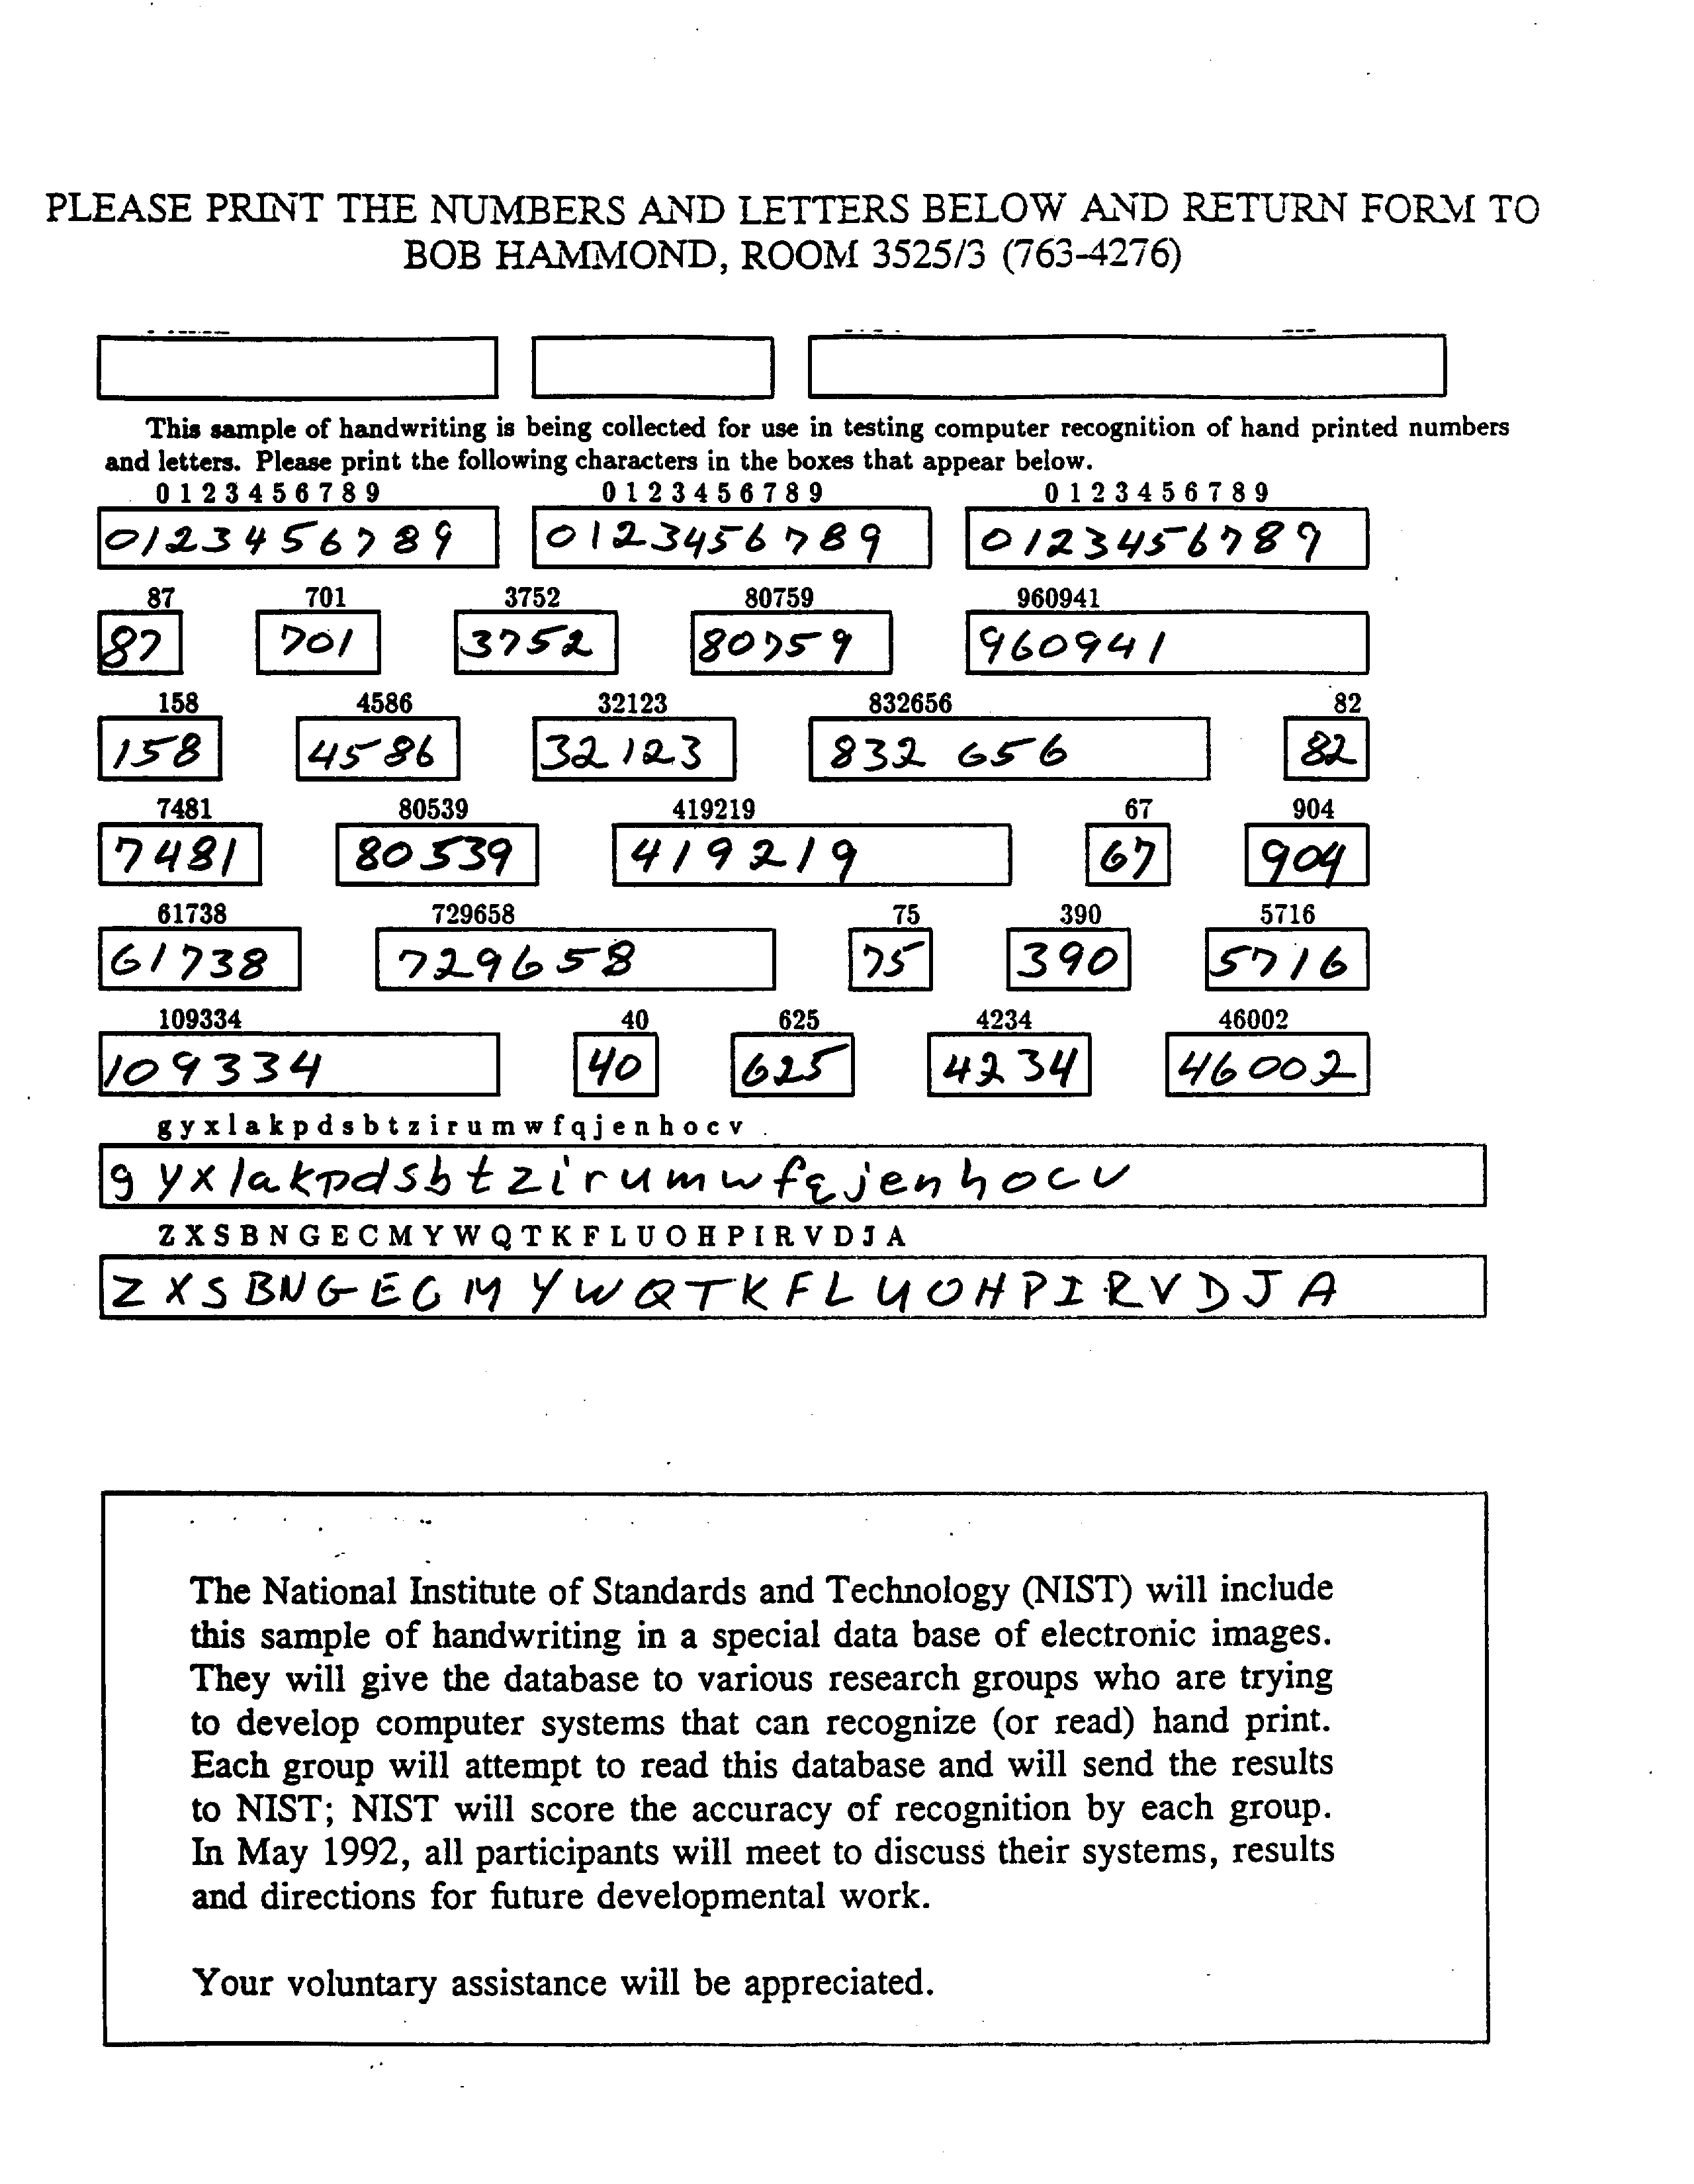 PLEASE PRINT THE NUMBERS AND LETTERS BELOW AND RETURN FORM TO
BOB HAMMOND, ROOM 3525/3 (763-4276)
This sample of handwriting is being collected for use in testing computer recognition of hand printed numbers
and letters. Please print the following characters in the boxes that appear below.
0 1 2 3 4 5 6 7 8 9 0 1 2 3 4 5 6 7 8 9 0 1 2 3 4 5 6 7 8 9
0123456789 0123456789 0123456789
87 701 3752 80759 960941
87 701 3752 80759 960941
158 4586 32123 832656 82
158 4586 32123 832 656 82
7481 80539 419219 67 904
7481 80539 419219 67 904
61738 729658 75 390 5716
61738 729658 75 390 5716
109334 40 625 4234 46002
109334 40 625 4234 46002
g y x l a k p d s b t z i r u m w f q j e n h o c v
g y x l a k p d s b t z i r u m w f q j e n h o c v
Z X S B N G E C M Y W Q T K F L U O H P I R V D J A
Z X S B N G E C M Y W Q T K F L U O H P I R V D J A
The National Institute of Standards and Technology (NIST) will include
this sample of handwriting in a special data base of electronic images.
They will give the database to various research groups who are trying
to develop computer systems that can recognize (or read) hand print.
Each group will attempt to read this database and will send the results
to NIST; NIST will score the accuracy of recognition by each group.
In May 1992, all participants will meet to discuss their systems, results
and directions for future developmental work.
Your voluntary assistance will be appreciated.